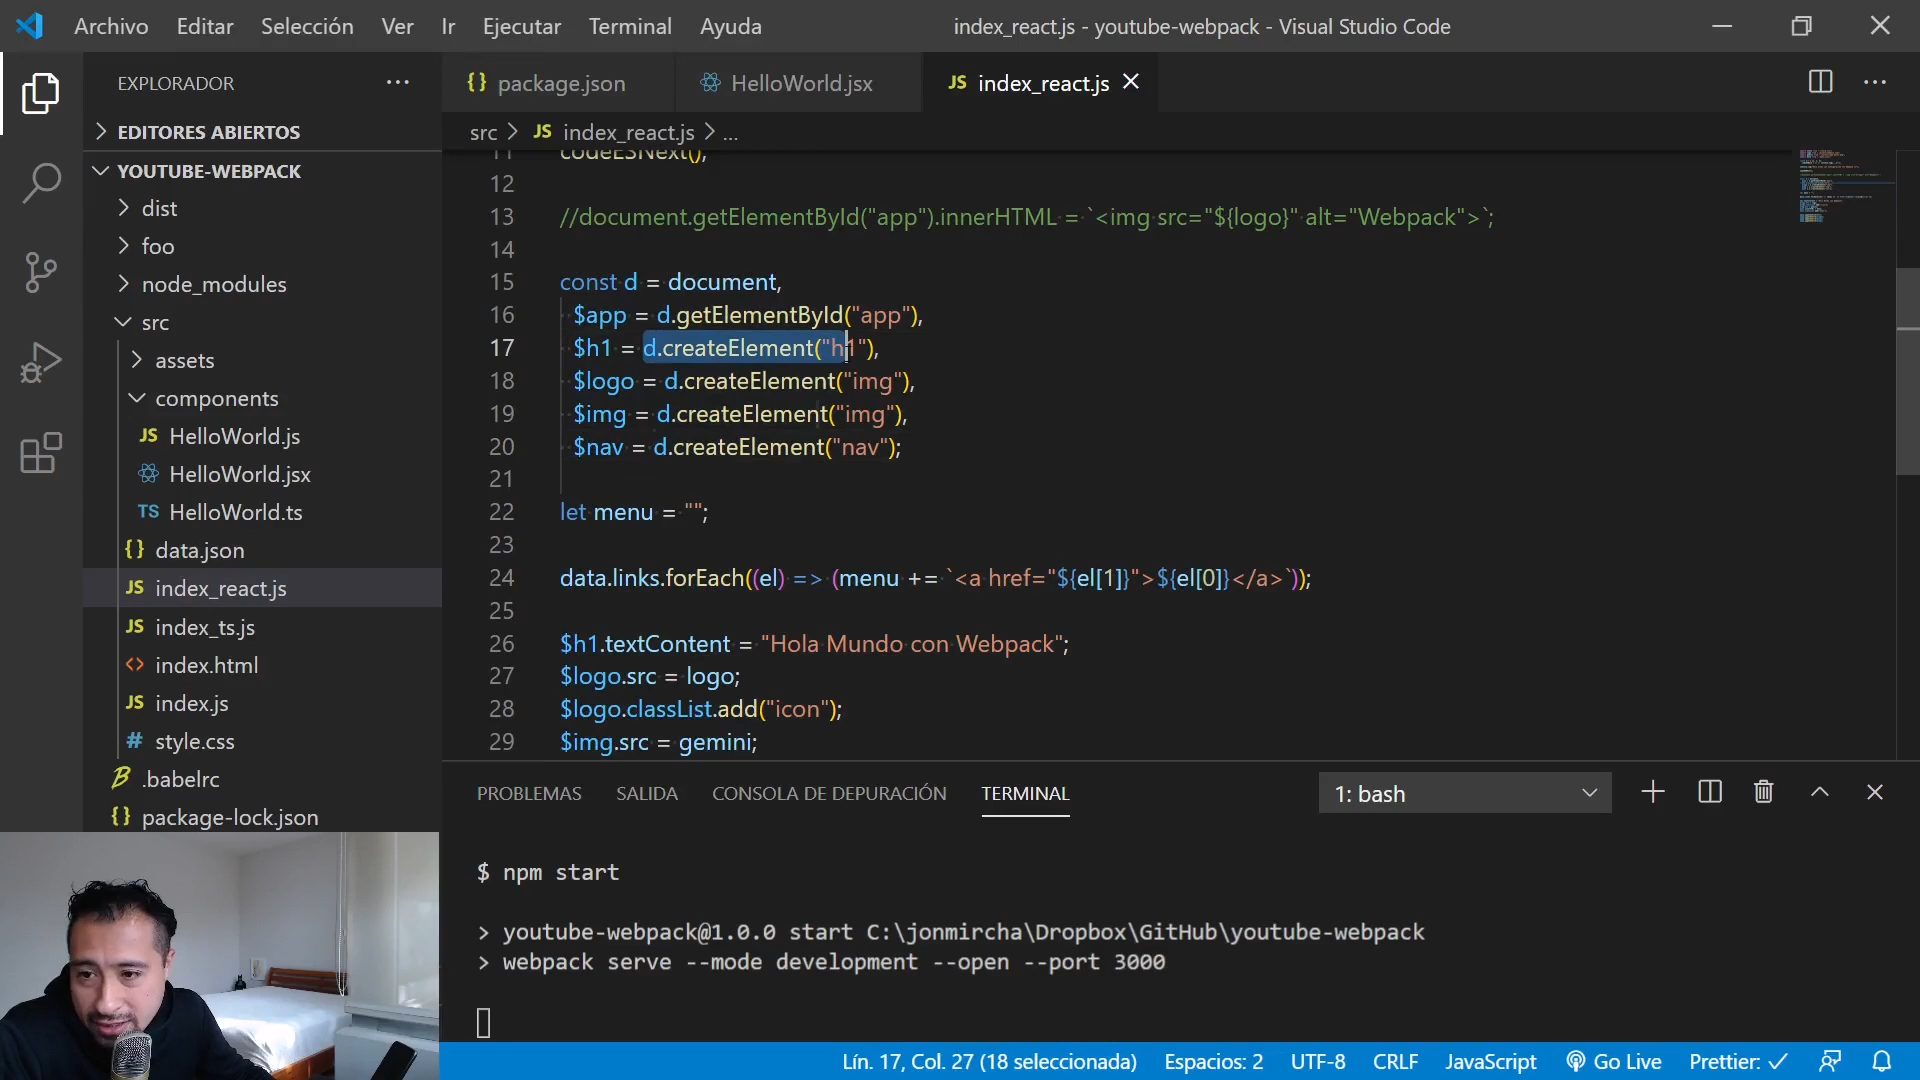 Archivo Editar Selección Ver Ir Ejecutar Terminal Ayuda index_react.js - youtube-webpack - Visual Studio Code
EXPLORADOR
EDITORES ABIERTOS
YOUTUBE-WEBPACK
dist
foo
node_modules
src
assets
components
JS HelloWorld.js
HelloWorld.jsx
TS HelloWorld.ts
{} data.json
JS index_react.js
JS index_ts.js
<> index.html
JS index.js
# style.css
.babelrc
{} package-lock.json
{} package.json HelloWorld.jsx JS index_react.js
src > JS index_react.js > ...
11 codeESNext();
12
13 //document.getElementById("app").innerHTML = `<img src="${logo}" alt="Webpack">`;
14
15 const d = document,
16 $app = d.getElementById("app"),
17 $h1 = d.createElement("h1"),
18 $logo = d.createElement("img"),
19 $img = d.createElement("img"),
20 $nav = d.createElement("nav");
21
22 let menu = "";
23
24 data.links.forEach((el) => (menu += `<a href="${el[1]}">${el[0]}</a>`));
25
26 $h1.textContent = "Hola Mundo con Webpack";
27 $logo.src = logo;
28 $logo.classList.add("icon");
29 $img.src = gemini;
PROBLEMAS SALIDA CONSOLA DE DEPURACIÓN TERMINAL 1: bash
$ npm start
> youtube-webpack@1.0.0 start C:\jonmircha\Dropbox\GitHub\youtube-webpack
> webpack serve --mode development --open --port 3000
Lín. 17, Col. 27 (18 seleccionada) Espacios: 2 UTF-8 CRLF JavaScript Go Live Prettier: ✓